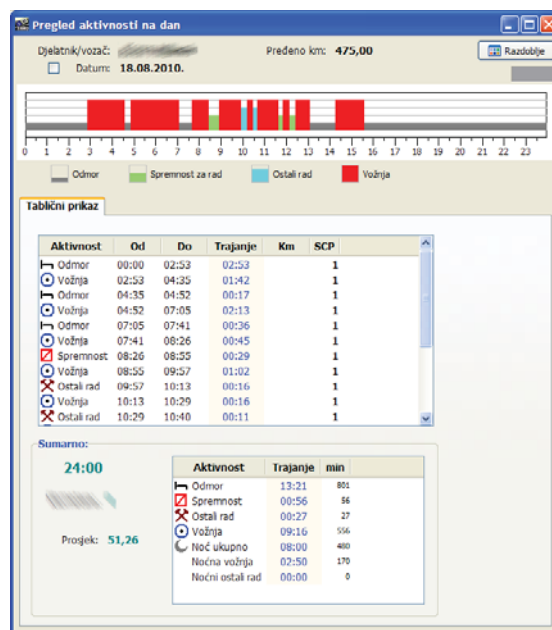 Pregled aktivnosti na dan
Djelatnik/vozač: Pređeno km: 475,00 Razdoblje
Datum: 18.08.2010.
0 1 2 3 4 5 6 7 8 9 10 11 12 13 14 15 16 17 18 19 20 21 22 23
Odmor Spremnost za rad Ostali rad Vožnja
Tablični prikaz
Aktivnost Od Do Trajanje Km SCP
Odmor 00:00 02:53 02:53 1
Vožnja 02:53 04:35 01:42 1
Odmor 04:35 04:52 00:17 1
Vožnja 04:52 07:05 02:13 1
Odmor 07:05 07:41 00:36 1
Vožnja 07:41 08:26 00:45 1
Spremnost 08:26 08:55 00:29 1
Vožnja 08:55 09:57 01:02 1
Ostali rad 09:57 10:13 00:16 1
Vožnja 10:13 10:29 00:16 1
Ostali rad 10:29 10:40 00:11 1
Sumarno:
24:00
Prosjek: 51,26
Aktivnost Trajanje min
Odmor 13:21 801
Spremnost 00:56 56
Ostali rad 00:27 27
Vožnja 09:16 556
Noć ukupno 08:00 480
Noćna vožnja 02:50 170
Noćni ostali rad 00:00 0